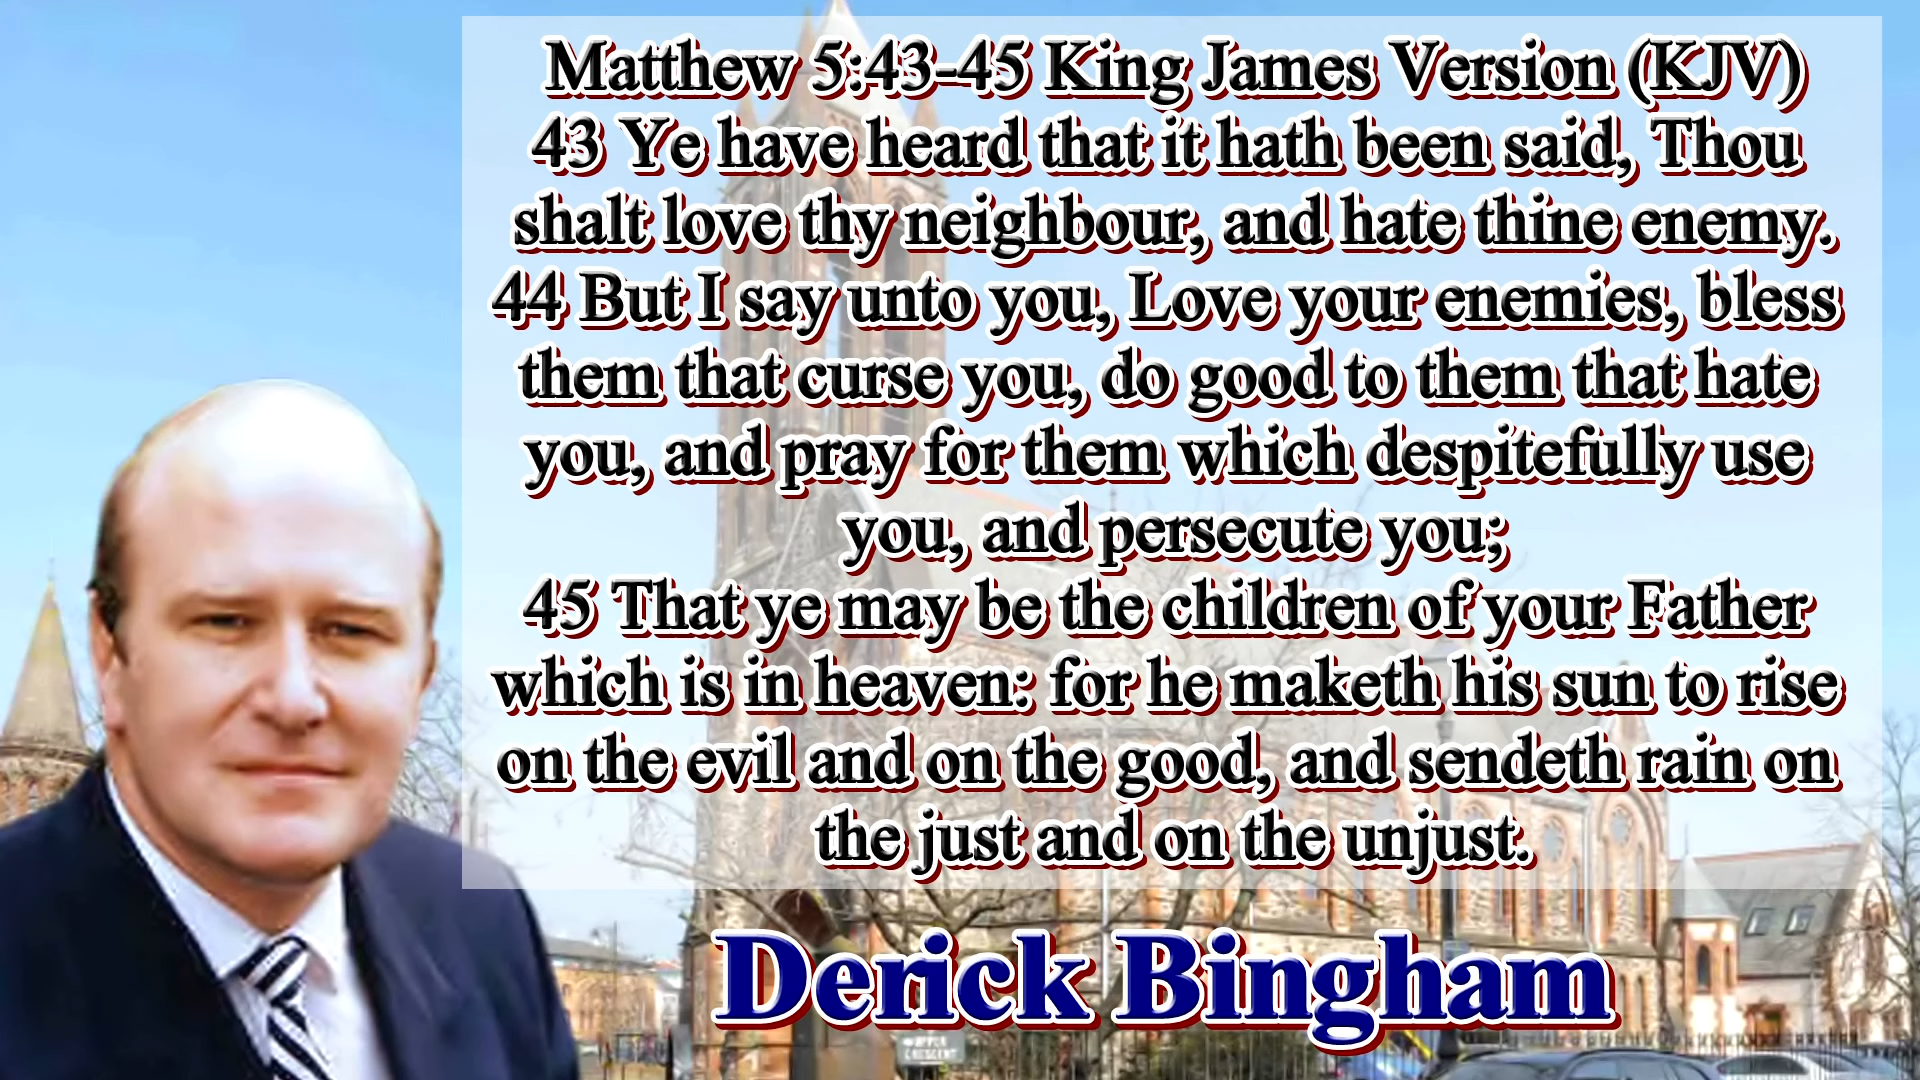 Matthew 5:43-45 King James Version (KJV)
43 Ye have heard that it hath been said, Thou
shalt love thy neighbour, and hate thine enemy.
44 But I say unto you, Love your enemies, bless
them that curse you, do good to them that hate
you, and pray for them which despitefully use
you, and persecute you;
45 That ye may be the children of your Father
which is in heaven: for he maketh his sun to rise
on the evil and on the good, and sendeth rain on
the just and on the unjust.
Derick Bingham
UPPER
CRESCENT